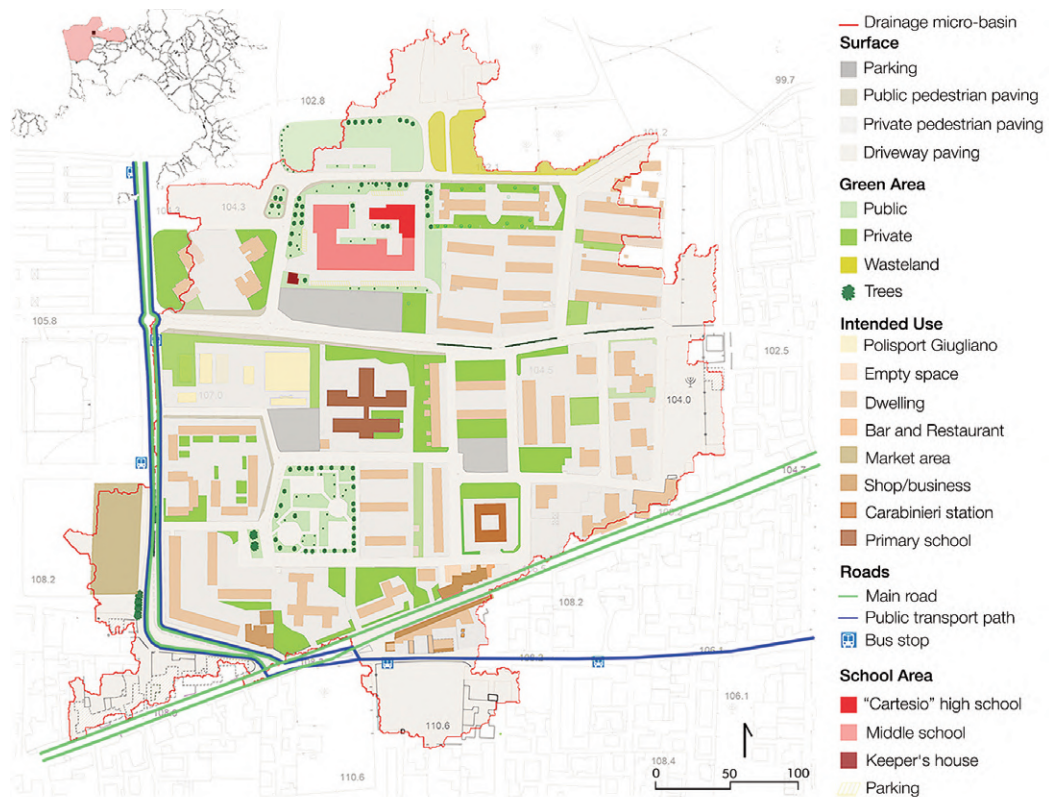 Drainage micro-basin
Surface
Parking
Public pedestrian paving
Private pedestrian paving
Driveway paving
Green Area
Public
Private
Wasteland
Trees
Intended Use
Polisport Giugliano
Empty space
Dwelling
Bar and Restaurant
Market area
Shop/business
Carabinieri station
Primary school
Roads
Main road
Public transport path
Bus stop
School Area
"Cartesio" high school
Middle school
Keeper's house
Parking
102.8
99.7
104.3
105.8
102.5
104.0
107.0
104.7
108.2
108.2
106.1
110.6
110.6
108.4
0 50 100